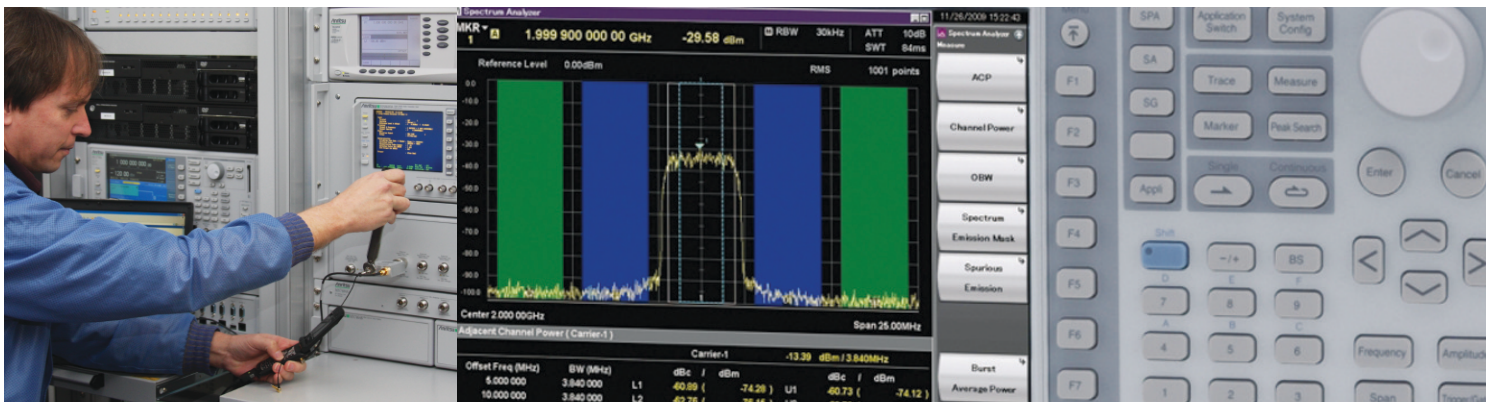 Spectrum Analyzer
11/26/2009 15:22:43
MKR
1
A
1.999 900 000 00 GHz
-29.58 dBm
RBW 30kHz
ATT 10dB
SWT 84ms
Reference Level 0.00dBm
RMS 1001 points
0.0
-10.0
-20.0
-30.0
-40.0
-50.0
-60.0
-70.0
-80.0
-90.0
-100.0
Center 2.000 00GHz
Span 25.00MHz
Adjacent Channel Power ( Carrier-1 )
Carrier-1 -13.39 dBm / 3.840MHz
Offset Freq (MHz) BW (MHz) dBc / dBm dBc / dBm
5.000 000 3.840 000 L1 -60.89 ( -74.28 ) U1 -60.73 ( -74.12 )
10.000 000 3.840 000 L2
Spectrum Analyzer
Measure
ACP
Channel Power
OBW
Spectrum
Emission Mask
Spurious
Emission
Burst
Average Power
F1
F2
F3
F4
F5
F6
F7
SPA
SA
SG
Appli
Application
Switch
System
Config
Trace
Measure
Marker
Peak Search
Single
Continuous
Enter
Cancel
Shift
-/+
BS
D
E
F
7
8
9
A
B
C
4
5
6
1
2
3
Frequency
Amplitude
Span
Trigger/Gate